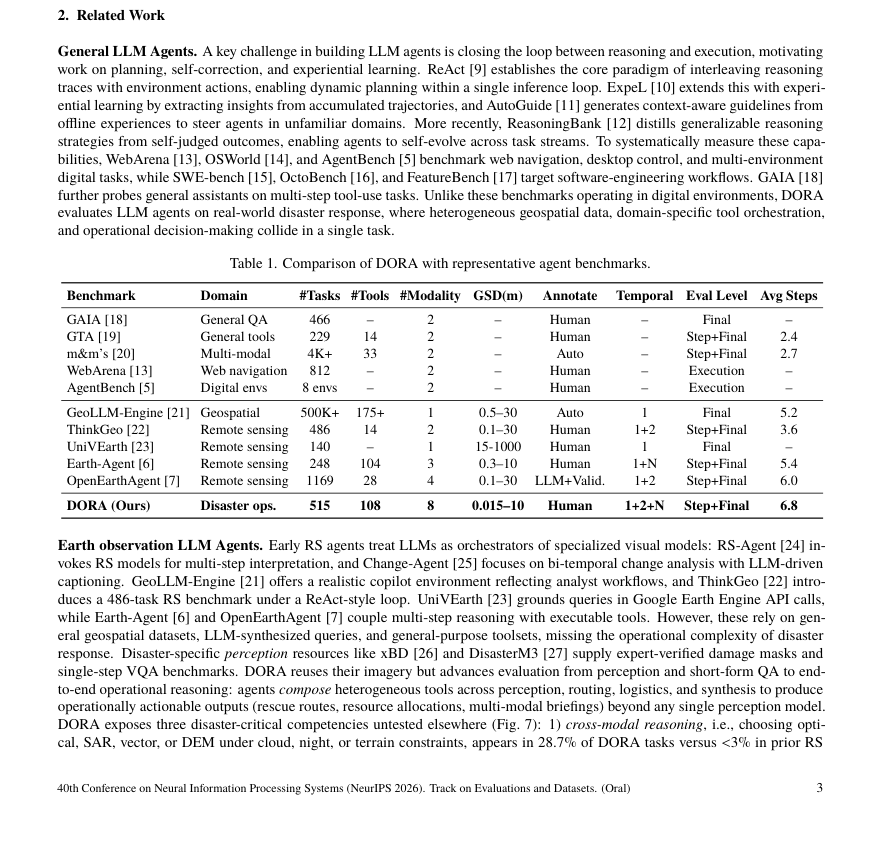 2. Related Work
General LLM Agents. A key challenge in building LLM agents is closing the loop between reasoning and execution, motivating
work on planning, self-correction, and experiential learning. ReAct [9] establishes the core paradigm of interleaving reasoning
traces with environment actions, enabling dynamic planning within a single inference loop. ExpeL [10] extends this with experi-
ential learning by extracting insights from accumulated trajectories, and AutoGuide [11] generates context-aware guidelines from
offline experiences to steer agents in unfamiliar domains. More recently, ReasoningBank [12] distills generalizable reasoning
strategies from self-judged outcomes, enabling agents to self-evolve across task streams. To systematically measure these capa-
bilities, WebArena [13], OSWorld [14], and AgentBench [5] benchmark web navigation, desktop control, and multi-environment
digital tasks, while SWE-bench [15], OctoBench [16], and FeatureBench [17] target software-engineering workflows. GAIA [18]
further probes general assistants on multi-step tool-use tasks. Unlike these benchmarks operating in digital environments, DORA
evaluates LLM agents on real-world disaster response, where heterogeneous geospatial data, domain-specific tool orchestration,
and operational decision-making collide in a single task.
Table 1. Comparison of DORA with representative agent benchmarks.
Benchmark Domain #Tasks #Tools #Modality GSD(m) Annotate Temporal Eval Level Avg Steps
GAIA [18] General QA 466 – 2 – Human – Final –
GTA [19] General tools 229 14 2 – Human – Step+Final 2.4
m&m's [20] Multi-modal 4K+ 33 2 – Auto – Step+Final 2.7
WebArena [13] Web navigation 812 – 2 – Human – Execution –
AgentBench [5] Digital envs 8 envs – 2 – Human – Execution –
GeoLLM-Engine [21] Geospatial 500K+ 175+ 1 0.5–30 Auto 1 Final 5.2
ThinkGeo [22] Remote sensing 486 14 2 0.1–30 Human 1+2 Step+Final 3.6
UniVEarth [23] Remote sensing 140 – 1 15-1000 Human 1 Final –
Earth-Agent [6] Remote sensing 248 104 3 0.3–10 Human 1+N Step+Final 5.4
OpenEarthAgent [7] Remote sensing 1169 28 4 0.1–30 LLM+Valid. 1+2 Step+Final 6.0
DORA (Ours) Disaster ops. 515 108 8 0.015–10 Human 1+2+N Step+Final 6.8
Earth observation LLM Agents. Early RS agents treat LLMs as orchestrators of specialized visual models: RS-Agent [24] in-
vokes RS models for multi-step interpretation, and Change-Agent [25] focuses on bi-temporal change analysis with LLM-driven
captioning. GeoLLM-Engine [21] offers a realistic copilot environment reflecting analyst workflows, and ThinkGeo [22] intro-
duces a 486-task RS benchmark under a ReAct-style loop. UniVEarth [23] grounds queries in Google Earth Engine API calls,
while Earth-Agent [6] and OpenEarthAgent [7] couple multi-step reasoning with executable tools. However, these rely on gen-
eral geospatial datasets, LLM-synthesized queries, and general-purpose toolsets, missing the operational complexity of disaster
response. Disaster-specific perception resources like xBD [26] and DisasterM3 [27] supply expert-verified damage masks and
single-step VQA benchmarks. DORA reuses their imagery but advances evaluation from perception and short-form QA to end-
to-end operational reasoning: agents compose heterogeneous tools across perception, routing, logistics, and synthesis to produce
operationally actionable outputs (rescue routes, resource allocations, multi-modal briefings) beyond any single perception model.
DORA exposes three disaster-critical competencies untested elsewhere (Fig. 7): 1) cross-modal reasoning, i.e., choosing opti-
cal, SAR, vector, or DEM under cloud, night, or terrain constraints, appears in 28.7% of DORA tasks versus <3% in prior RS
40th Conference on Neural Information Processing Systems (NeurIPS 2026). Track on Evaluations and Datasets. (Oral) 3